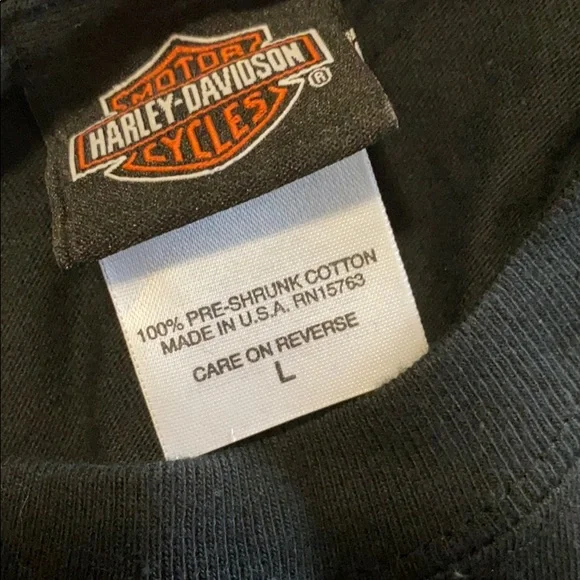 MOTOR
HARLEY-DAVIDSON
CYCLES
®
100% PRE-SHRUNK COTTON
MADE IN U.S.A. RN15763
CARE ON REVERSE
L